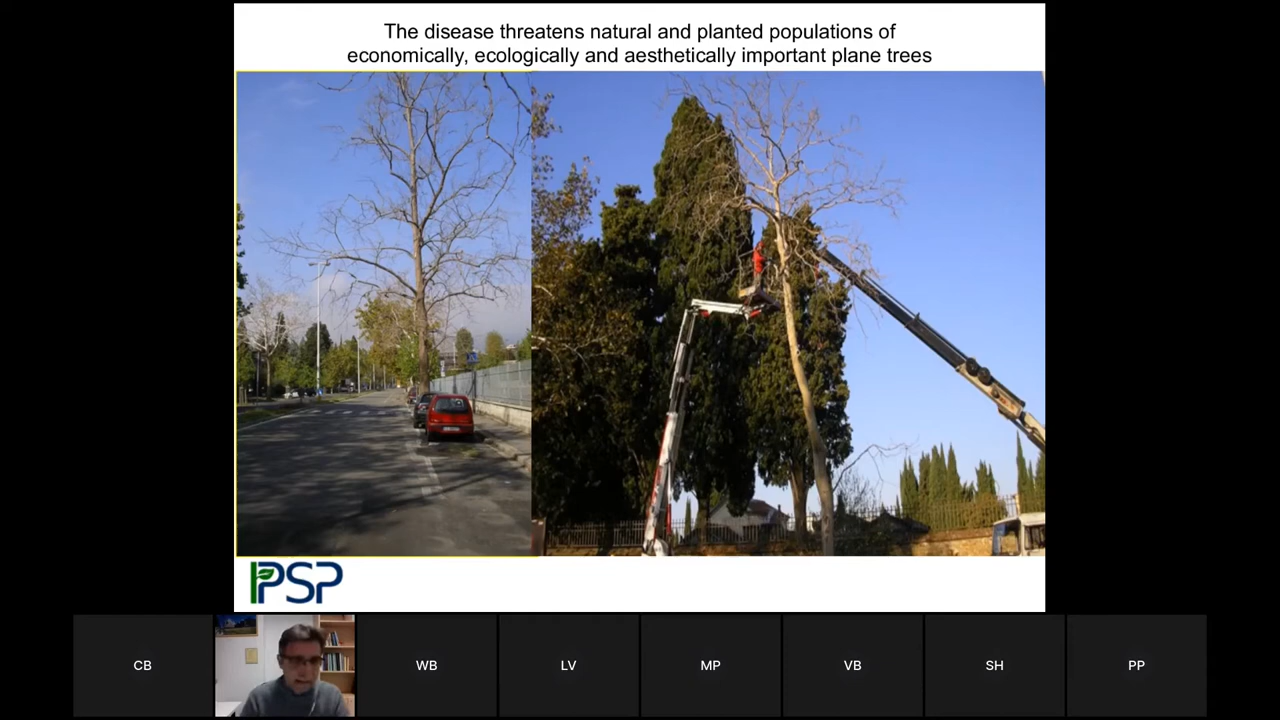 The disease threatens natural and planted populations of
economically, ecologically and aesthetically important plane trees
IPSP
CB
WB
LV
MP
VB
SH
PP